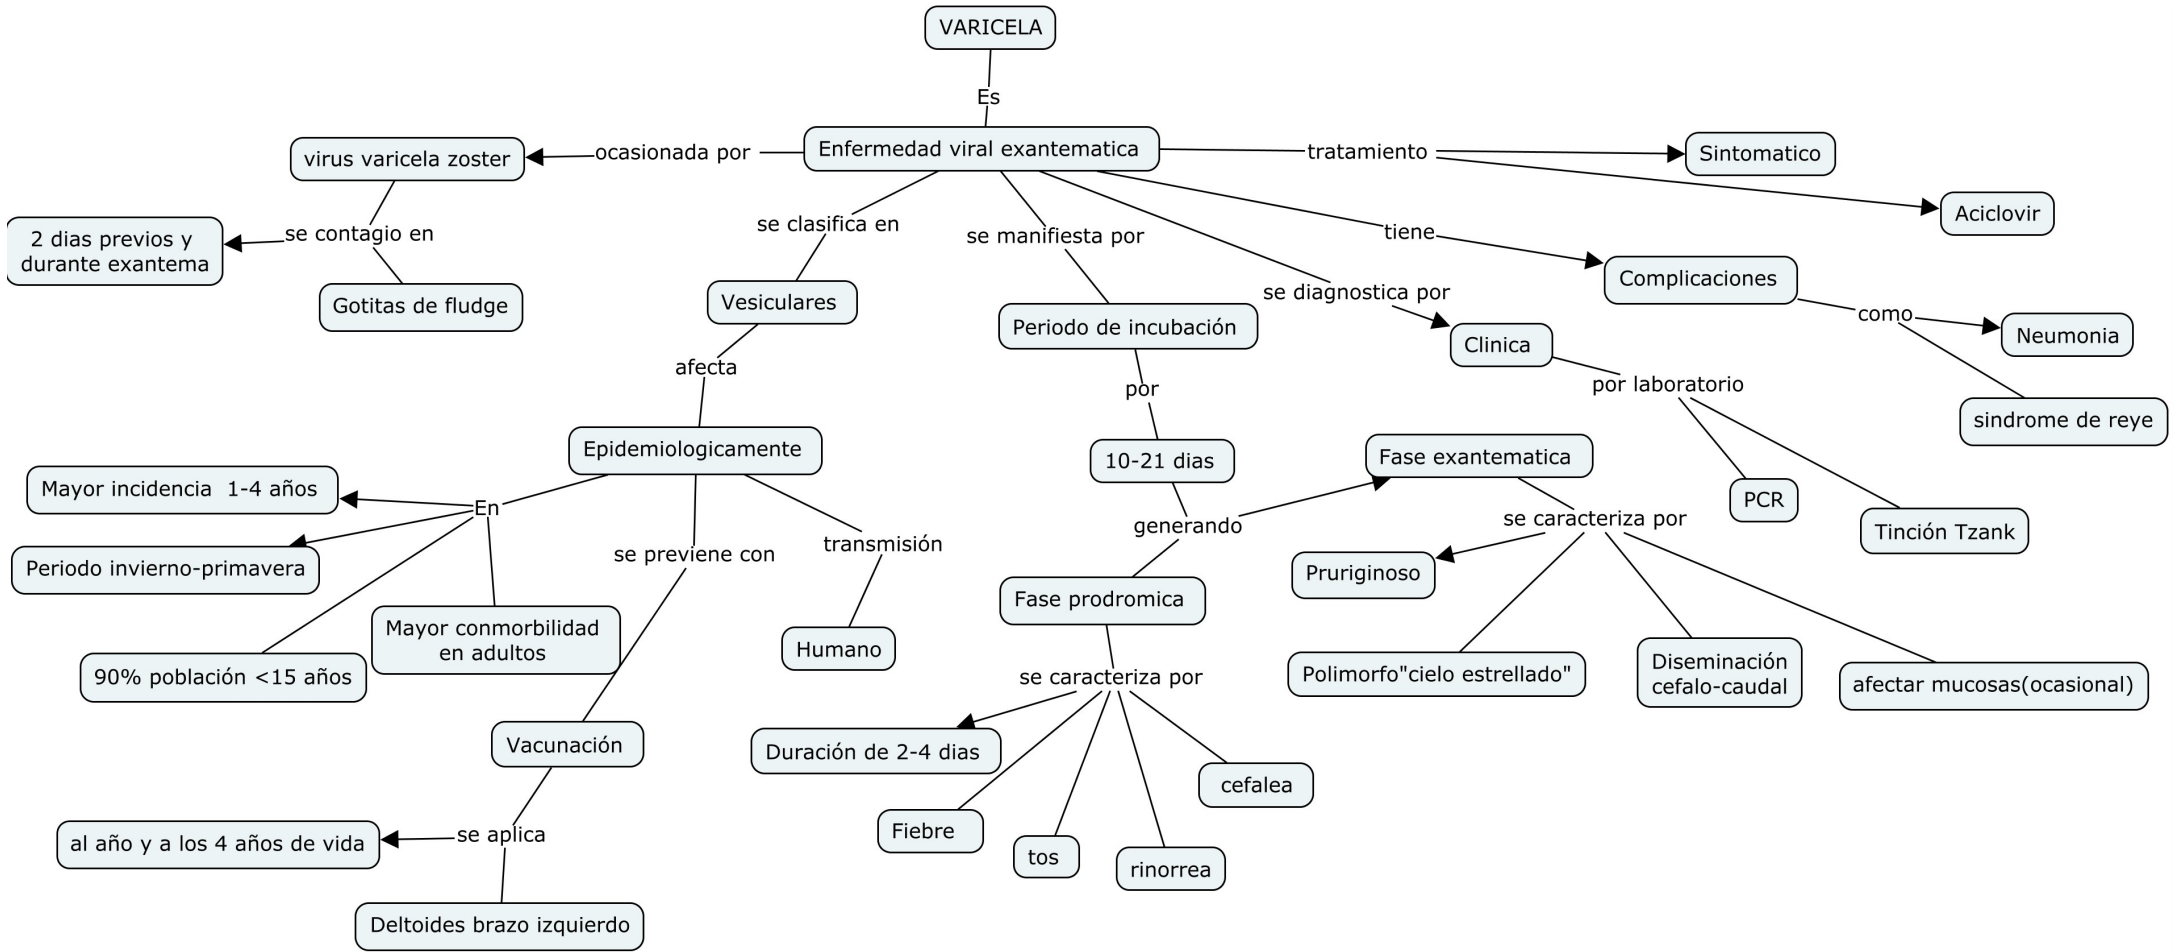 VARICELA
Es
Enfermedad viral exantematica
ocasionada por
virus varicela zoster
se contagio en
2 dias previos y
durante exantema
Gotitas de fludge
tratamiento
Sintomatico
Aciclovir
se clasifica en
Vesiculares
afecta
Epidemiologicamente
En
Mayor incidencia 1-4 años
Periodo invierno-primavera
90% población <15 años
Mayor conmorbilidad
en adultos
se previene con
Vacunación
se aplica
al año y a los 4 años de vida
Deltoides brazo izquierdo
transmisión
Humano
se manifiesta por
Periodo de incubación
por
10-21 dias
generando
Fase prodromica
se caracteriza por
Duración de 2-4 dias
Fiebre
tos
rinorrea
cefalea
Fase exantematica
se caracteriza por
Pruriginoso
Polimorfo"cielo estrellado"
Diseminación
cefalo-caudal
afectar mucosas(ocasional)
se diagnostica por
Clinica
por laboratorio
PCR
Tinción Tzank
tiene
Complicaciones
como
Neumonia
sindrome de reye